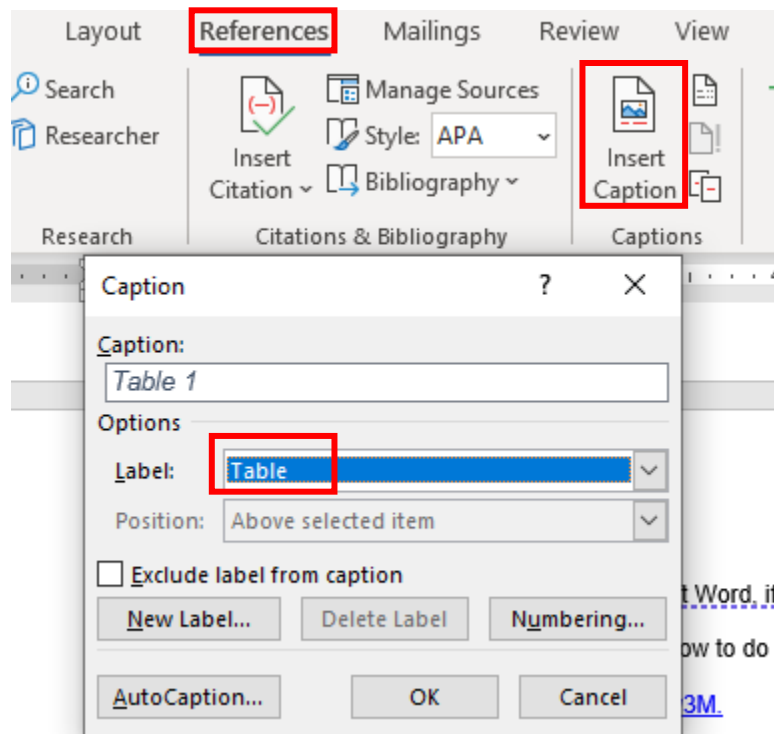 Layout References Mailings Review View
Search
Researcher
Insert
Citation
Manage Sources
Style: APA
Bibliography
Insert
Caption
Research Citations & Bibliography Captions
Caption ?
Caption:
Table 1
Options
Label: Table
Position: Above selected item
Exclude label from caption
New Label... Delete Label Numbering...
AutoCaption... OK Cancel
t Word, if
ow to do
3M.